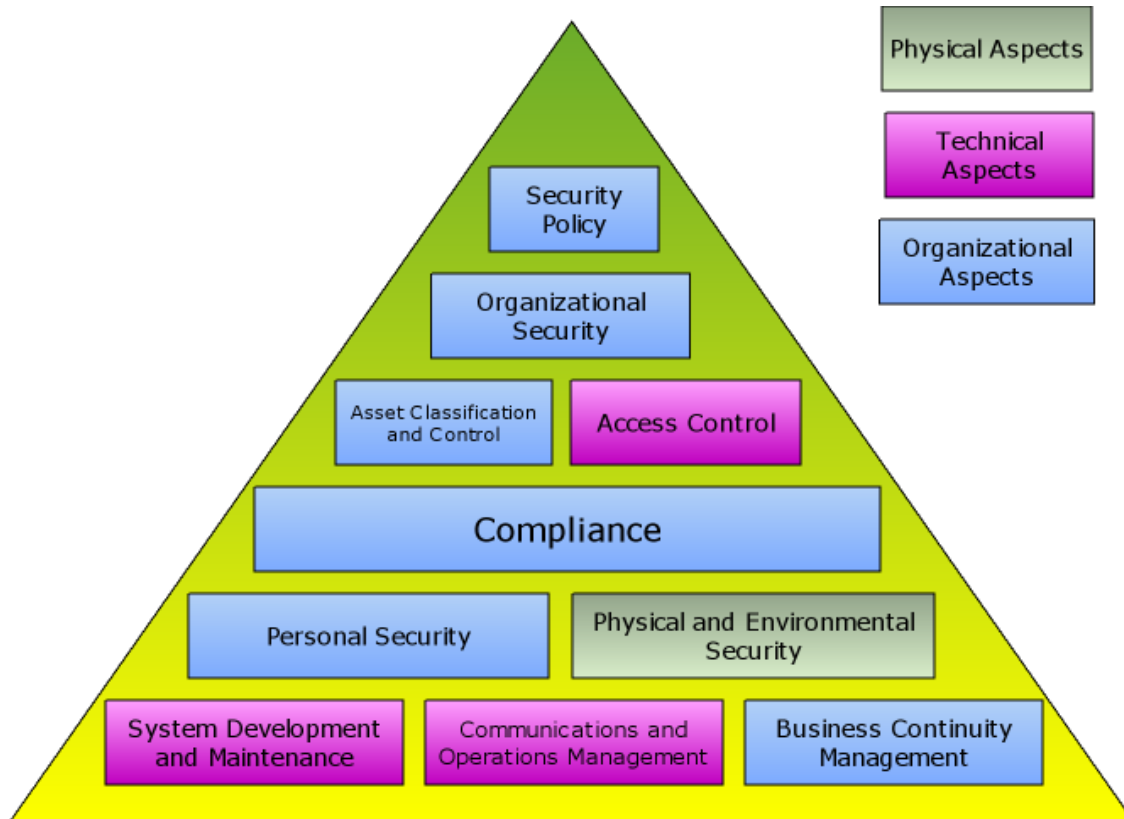 Physical Aspects
Technical
Aspects
Organizational
Aspects
Security
Policy
Organizational
Security
Asset Classification
and Control
Access Control
Compliance
Personal Security
Physical and Environmental
Security
System Development
and Maintenance
Communications and
Operations Management
Business Continuity
Management